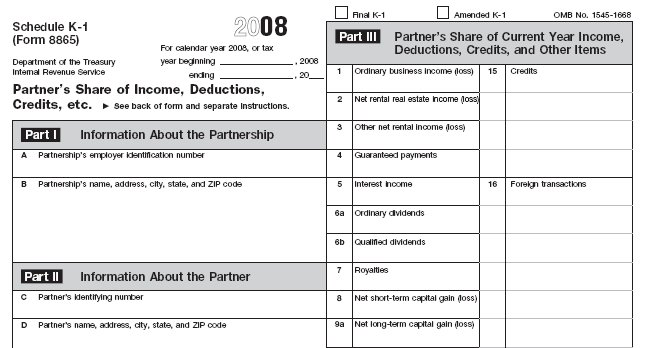 Schedule K-1
(Form 8865)
2008
Department of the Treasury
Internal Revenue Service
For calendar year 2008, or tax
year beginning ____________, 2008
ending ____________, 20___
Partner's Share of Income, Deductions,
Credits, etc. ► See back of form and separate instructions.
Part I Information About the Partnership
A Partnership's employer identification number
B Partnership's name, address, city, state, and ZIP code
Part II Information About the Partner
C Partner's identifying number
D Partner's name, address, city, state, and ZIP code
Final K-1 Amended K-1 OMB No. 1545-1668
Part III Partner's Share of Current Year Income,
Deductions, Credits, and Other Items
1 Ordinary business income (loss) 15 Credits
2 Net rental real estate income (loss)
3 Other net rental income (loss)
4 Guaranteed payments
5 Interest income 16 Foreign transactions
6a Ordinary dividends
6b Qualified dividends
7 Royalties
8 Net short-term capital gain (loss)
9a Net long-term capital gain (loss)